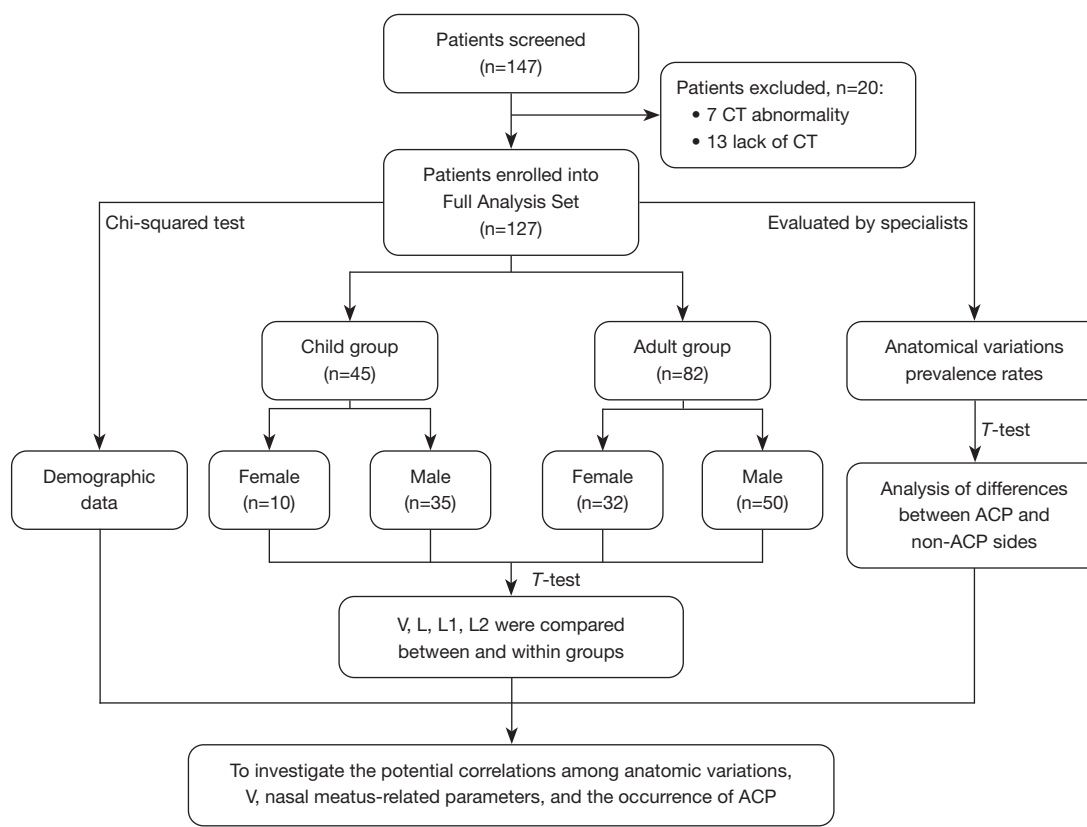 Patients screened
(n=147)
Patients excluded, n=20:
• 7 CT abnormality
• 13 lack of CT
Patients enrolled into
Full Analysis Set
(n=127)
Chi-squared test
Evaluated by specialists
Child group
(n=45)
Adult group
(n=82)
Anatomical variations
prevalence rates
T-test
Demographic
data
Female
(n=10)
Male
(n=35)
Female
(n=32)
Male
(n=50)
Analysis of differences
between ACP and
non-ACP sides
T-test
V, L, L1, L2 were compared
between and within groups
To investigate the potential correlations among anatomic variations,
V, nasal meatus-related parameters, and the occurrence of ACP